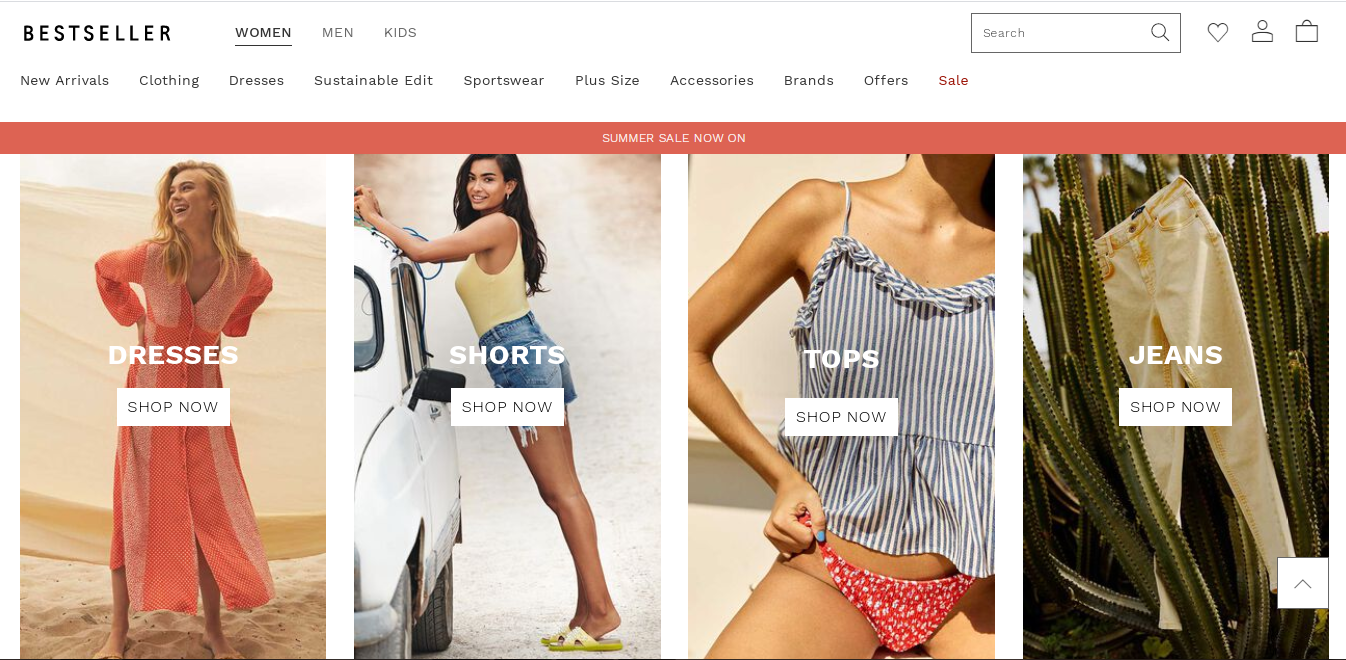 BESTSELLER
WOMEN MEN KIDS
Search
New Arrivals Clothing Dresses Sustainable Edit Sportswear Plus Size Accessories Brands Offers Sale
SUMMER SALE NOW ON
DRESSES SHORTS TOPS JEANS
SHOP NOW SHOP NOW SHOP NOW SHOP NOW